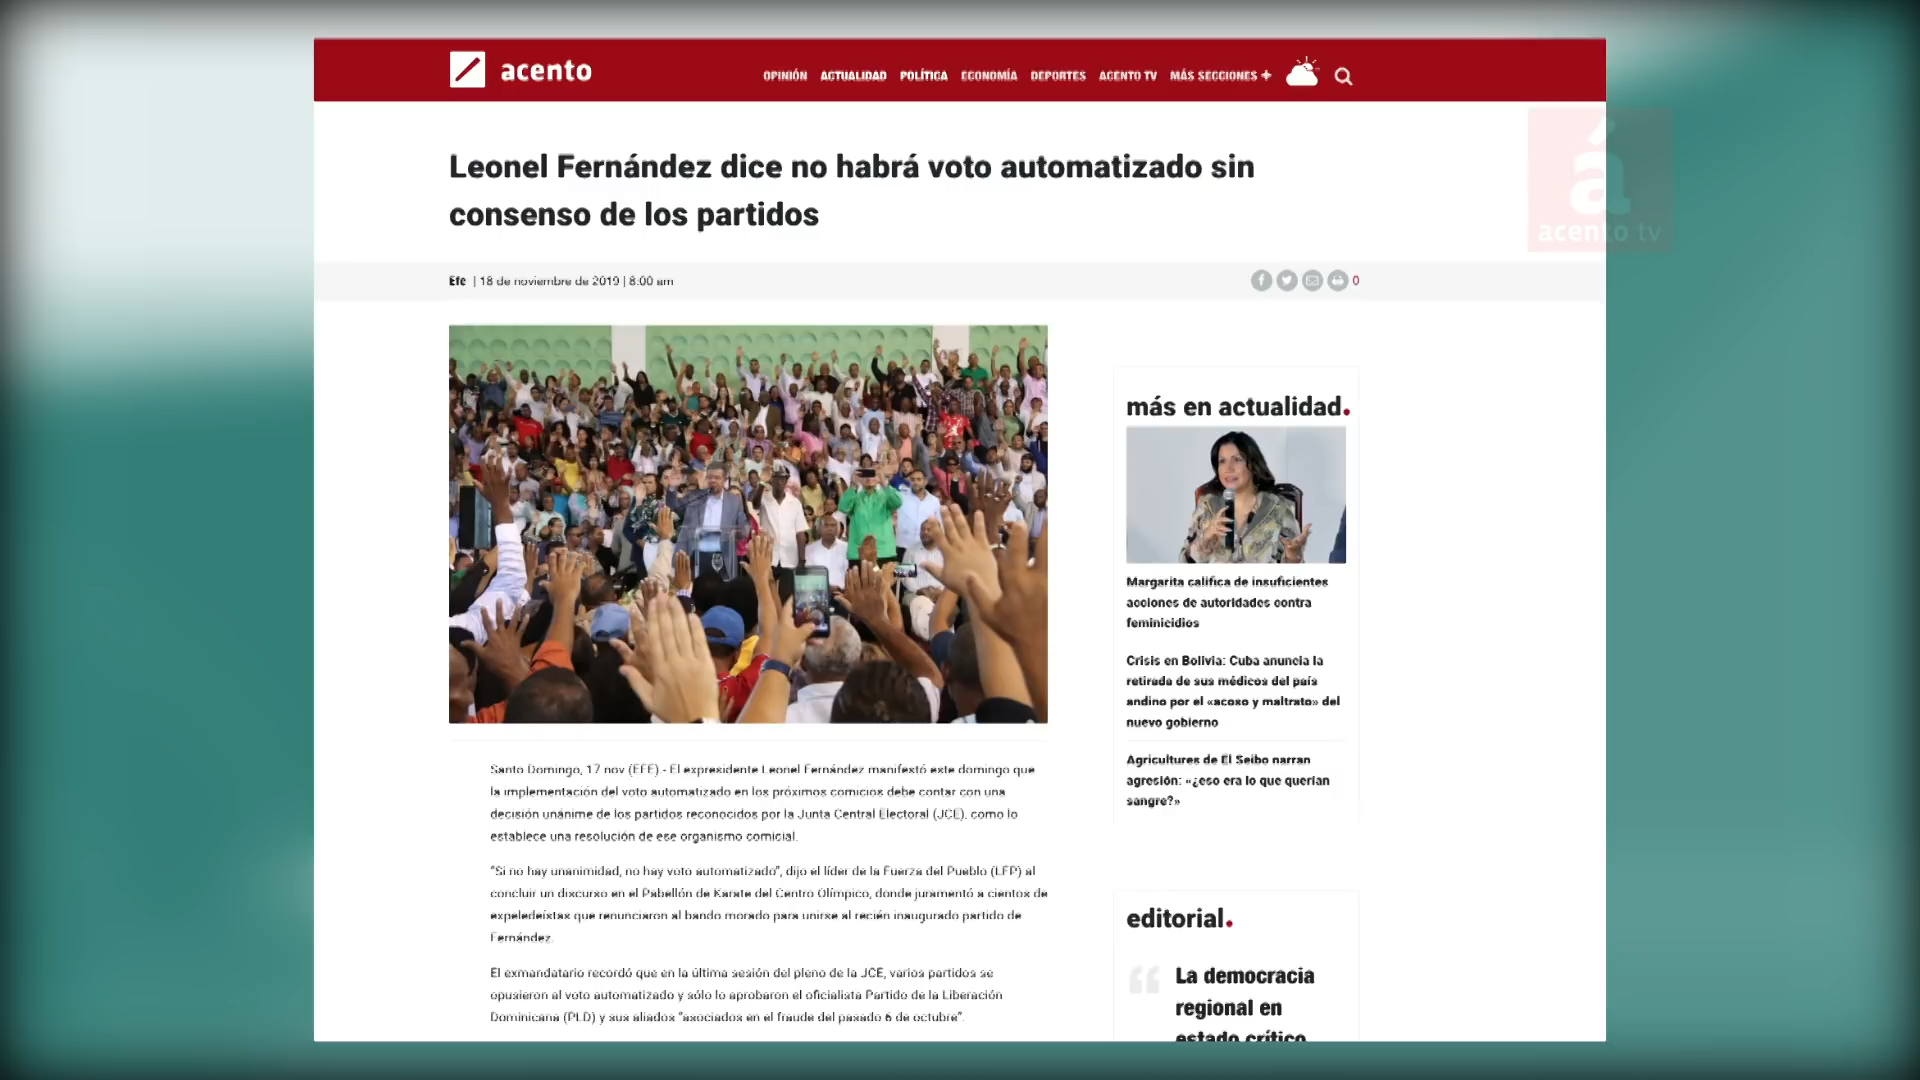 acento
OPINIÓN ACTUALIDAD POLÍTICA ECONOMÍA DEPORTES ACENTO TV MÁS SECCIONES +
á
acento tv
Leonel Fernández dice no habrá voto automatizado sin
consenso de los partidos
Efe | 18 de noviembre de 2019 | 8:00 am
0
más en actualidad.
Margarita califica de insuficientes
acciones de autoridades contra
feminicidios
Crisis en Bolivia: Cuba anuncia la
retirada de sus médicos del país
andino por el «acoso y maltrato» del
nuevo gobierno
Agricultures de El Seibo narran
agresión: «¿eso era lo que querían
sangre?»
Santo Domingo, 17 nov (EFE).- El expresidente Leonel Fernández manifestó este domingo que
la implementación del voto automatizado en los próximos comicios debe contar con una
decisión unánime de los partidos reconocidos por la Junta Central Electoral (JCE), como lo
establece una resolución de ese organismo comicial.
"Si no hay unanimidad, no hay voto automatizado", dijo el líder de la Fuerza del Pueblo (LFP) al
concluir un discurso en el Pabellón de Karate del Centro Olímpico, donde juramentó a cientos de
expeledeístas que renunciaron al bando morado para unirse al recién inaugurado partido de
Fernández.
El exmandatario recordó que en la última sesión del pleno de la JCE, varios partidos se
opusieron al voto automatizado y sólo lo aprobaron el oficialista Partido de la Liberación
Dominicana (PLD) y sus aliados "asociados en el fraude del pasado 6 de octubre".
editorial.
La democracia
regional en
estado crítico